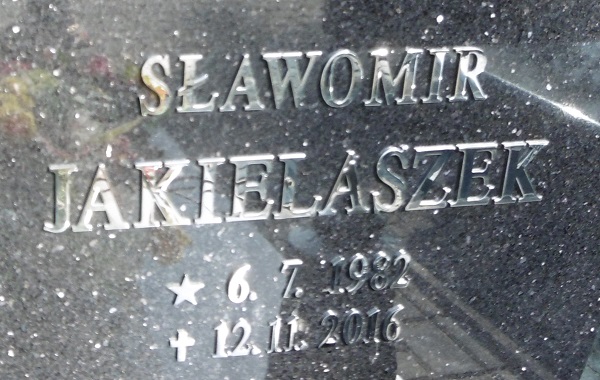 SŁAWOMIR
JAKIELASZEK
★ 6. 7. 1982
✝ 12.11. 2016